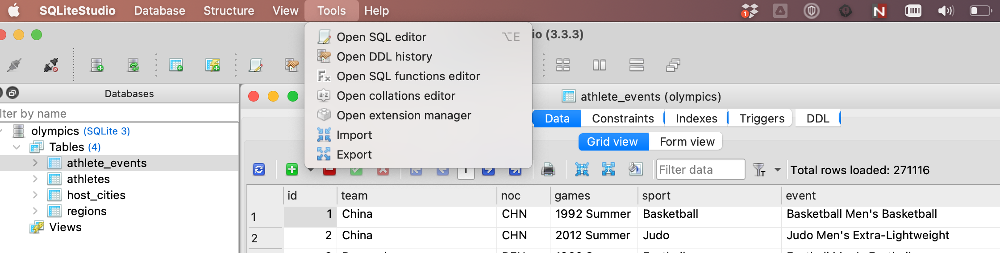 SQLiteStudio Database Structure View Tools Help
1
Open SQL editor ⌥E
io (3.3.3)
Open DDL history
Open SQL functions editor
Open collations editor
Open extension manager
Import
Export
Databases
lter by name
olympics (SQLite 3)
Tables (4)
athlete_events
athletes
host_cities
regions
Views
athlete_events (olympics)
Data Constraints Indexes Triggers DDL
Grid view Form view
Filter data
Total rows loaded: 271116
id team noc games sport event
1 1 China CHN 1992 Summer Basketball Basketball Men's Basketball
2 2 China CHN 2012 Summer Judo Judo Men's Extra-Lightweight